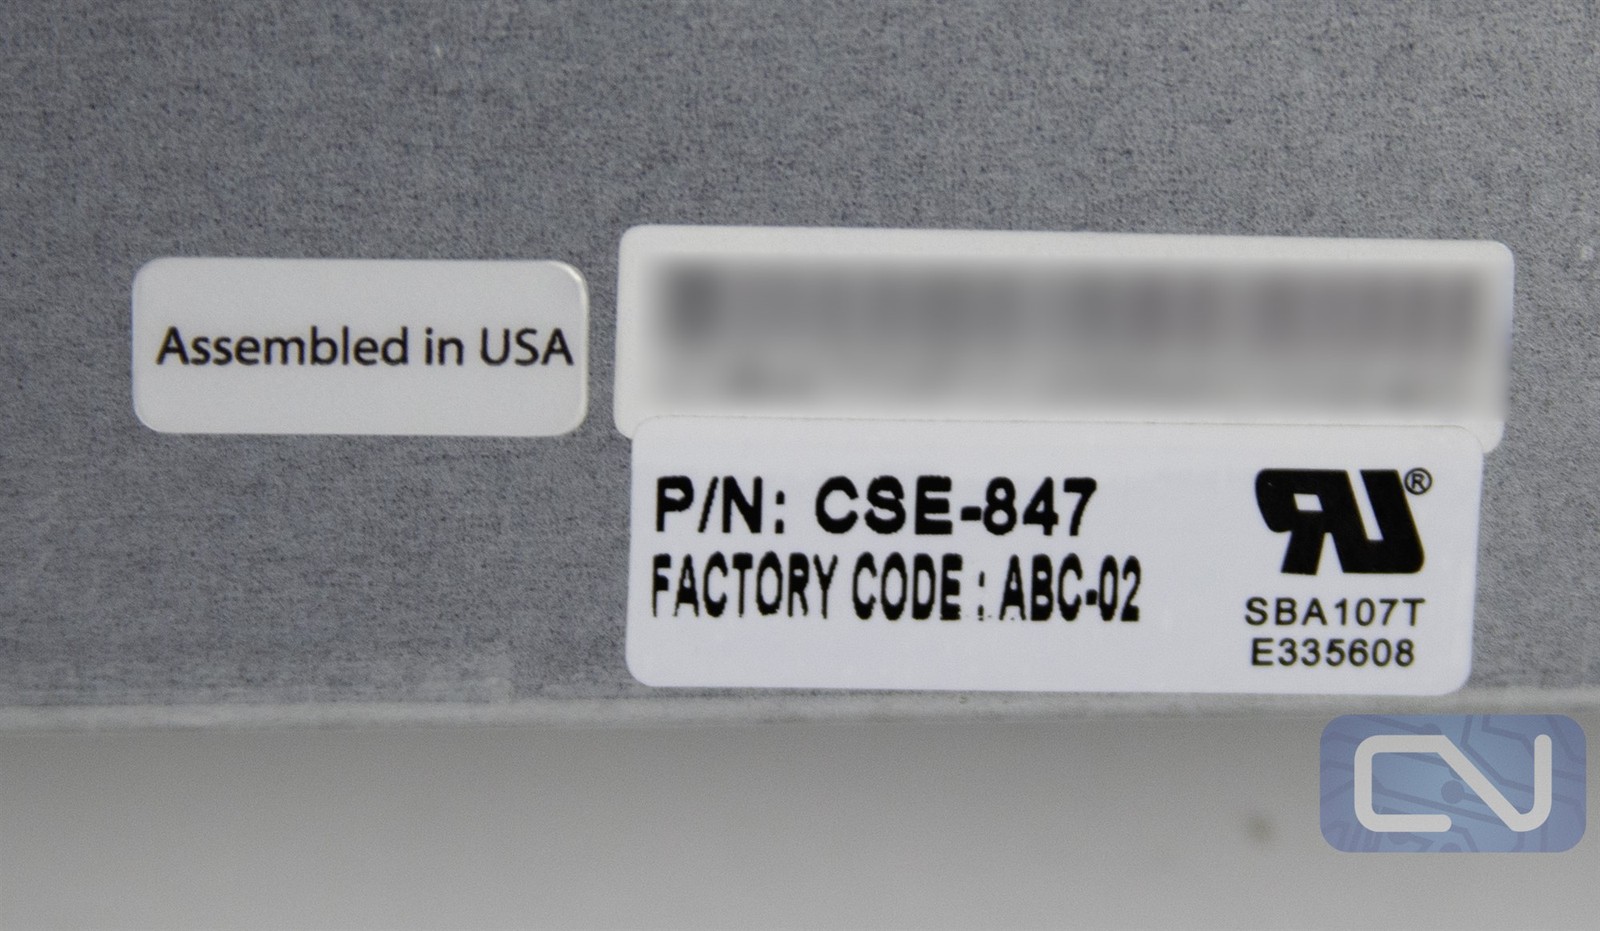 Assembled in USA
P/N: CSE-847
FACTORY CODE : ABC-02
®
SBA107T
E335608